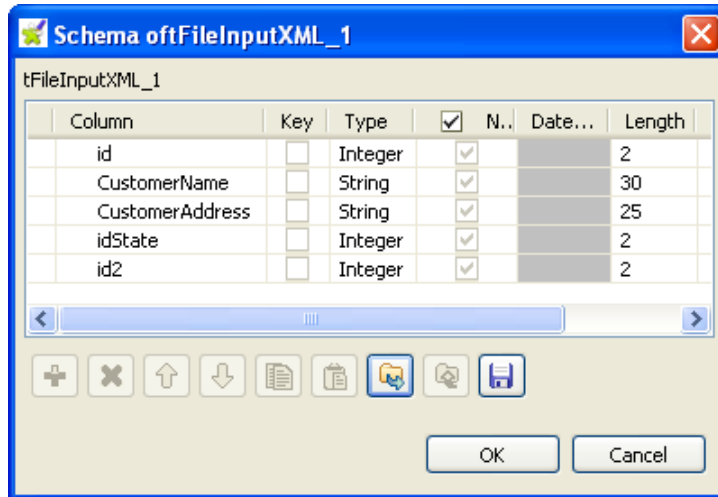 Schema oftFileInputXML_1
tFileInputXML_1
Column Key Type N.. Date... Length
id Integer 2
CustomerName String 30
CustomerAddress String 25
idState Integer 2
id2 Integer 2
OK Cancel